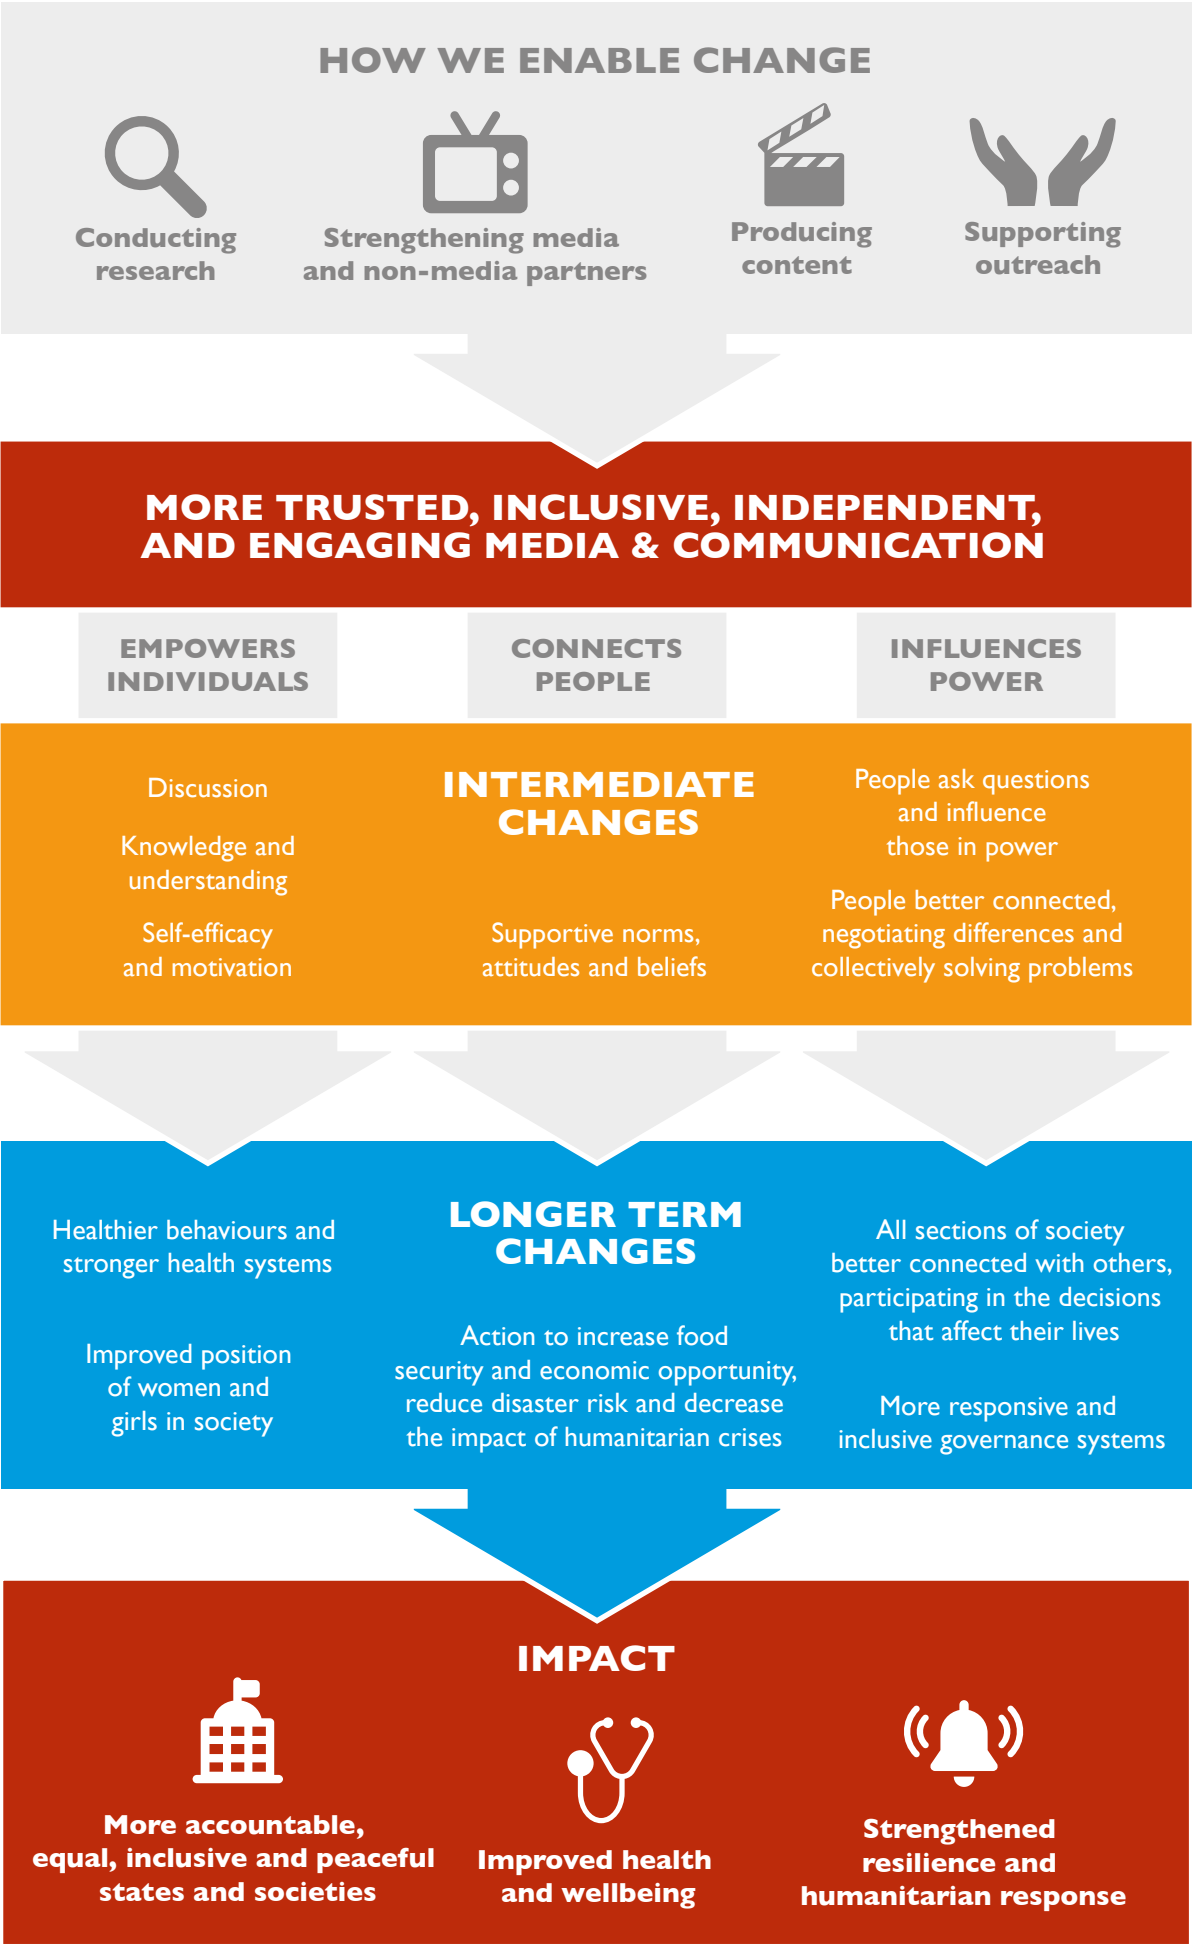 HOW WE ENABLE CHANGE
Conducting
research
Strengthening media
and non-media partners
Producing
content
Supporting
outreach
MORE TRUSTED, INCLUSIVE, INDEPENDENT,
AND ENGAGING MEDIA & COMMUNICATION
EMPOWERS
INDIVIDUALS
CONNECTS
PEOPLE
INFLUENCES
POWER
INTERMEDIATE
CHANGES
Discussion
Knowledge and
understanding
Self-efficacy
and motivation
Supportive norms,
attitudes and beliefs
People ask questions
and influence
those in power
People better connected,
negotiating differences and
collectively solving problems
LONGER TERM
CHANGES
Healthier behaviours and
stronger health systems
Improved position
of women and
girls in society
Action to increase food
security and economic opportunity,
reduce disaster risk and decrease
the impact of humanitarian crises
All sections of society
better connected with others,
participating in the decisions
that affect their lives
More responsive and
inclusive governance systems
IMPACT
More accountable,
equal, inclusive and peaceful
states and societies
Improved health
and wellbeing
Strengthened
resilience and
humanitarian response